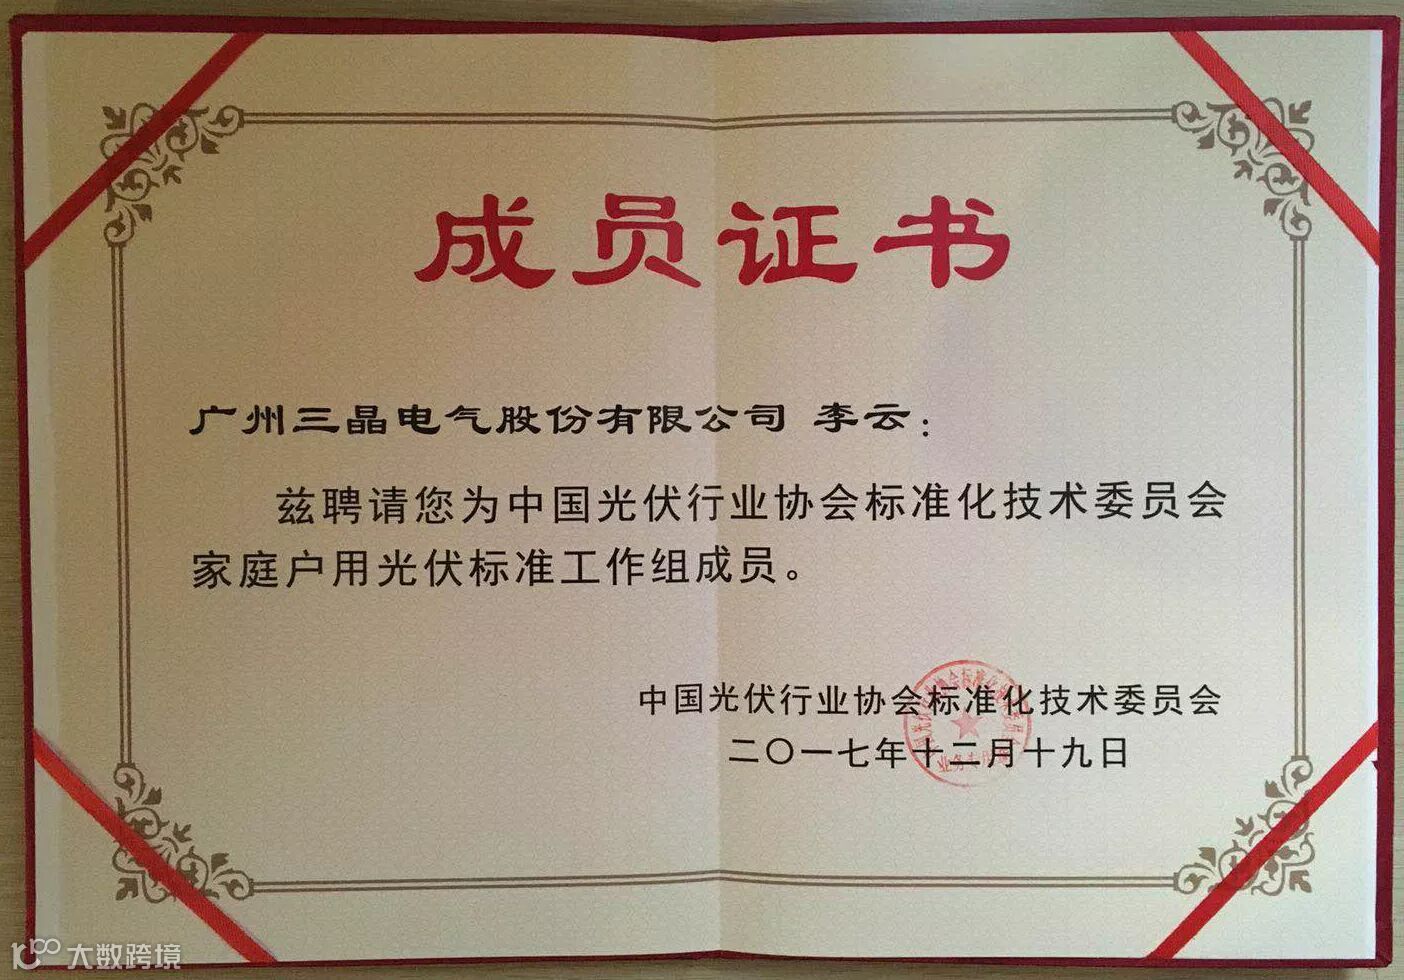 成员证书
广州三晶电气股份有限公司 李云：
兹聘请您为中国光伏行业协会标准化技术委员会
家庭户用光伏标准工作组成员。
中国光伏行业协会标准化技术委员会
二〇一七年十二月十九日
大数跨境